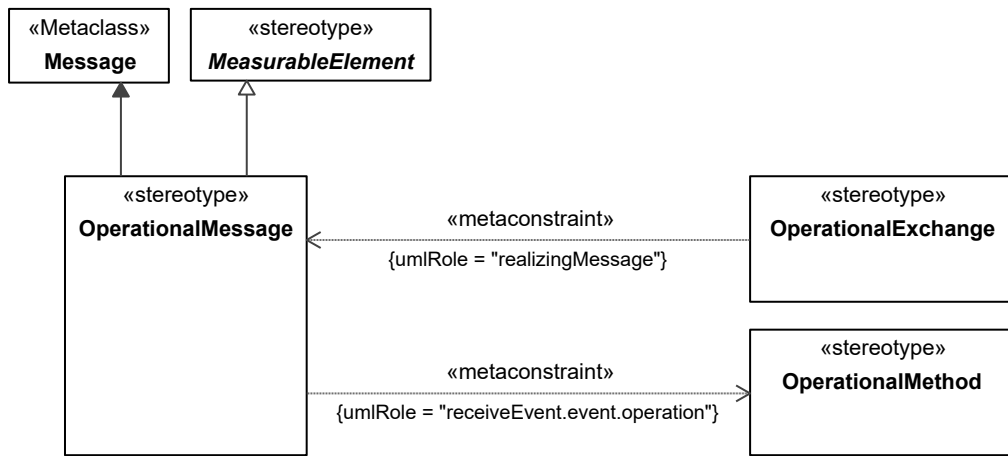 «Metaclass»
Message
«stereotype»
MeasurableElement
«stereotype»
OperationalMessage
«metaconstraint»
{umlRole = "realizingMessage"}
«stereotype»
OperationalExchange
«metaconstraint»
{umlRole = "receiveEvent.event.operation"}
«stereotype»
OperationalMethod